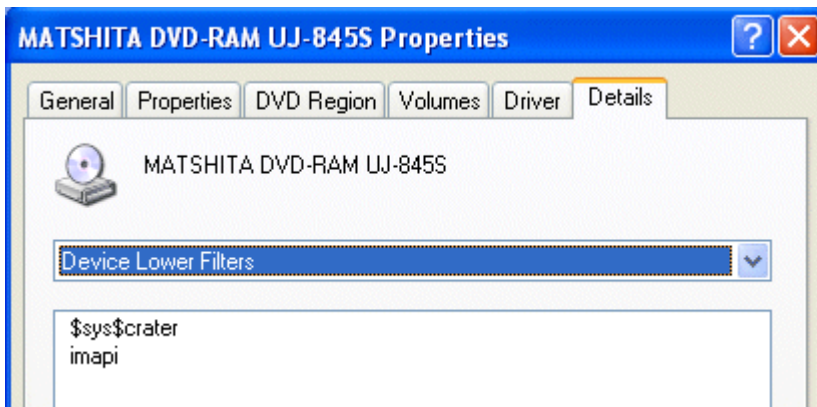 MATSHITA DVD-RAM UJ-845S Properties
General Properties DVD Region Volumes Driver Details
MATSHITA DVD-RAM UJ-845S
Device Lower Filters
$sys$crater
imapi